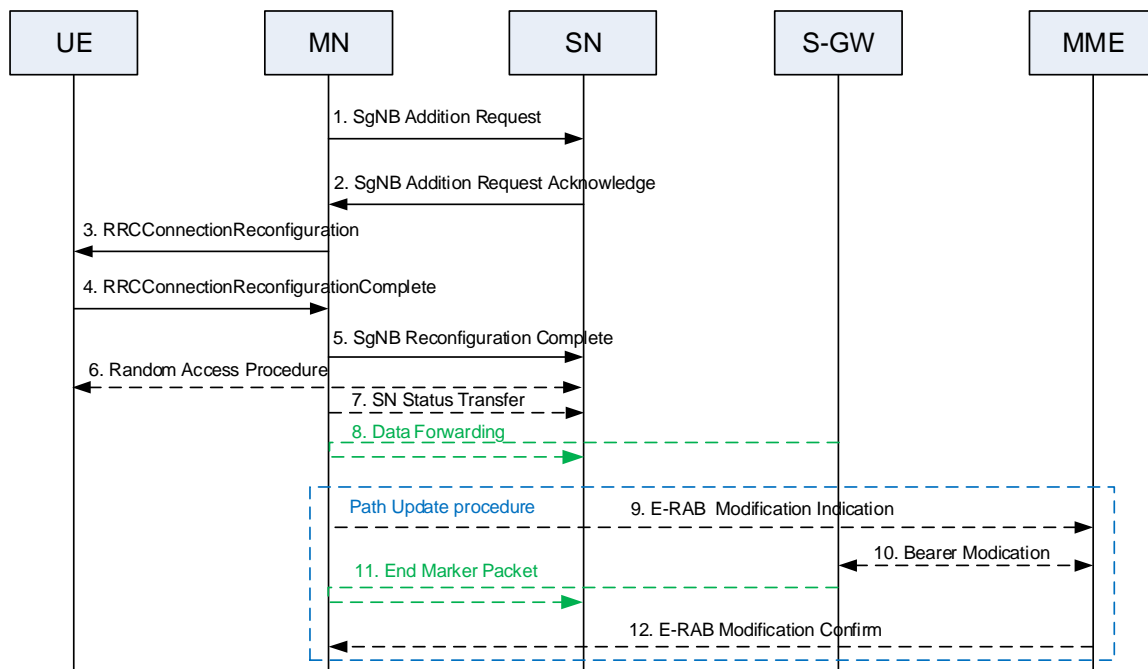 UE
MN
SN
S-GW
MME
1. SgNB Addition Request
2. SgNB Addition Request Acknowledge
3. RRCConnectionReconfiguration
4. RRCConnectionReconfigurationComplete
5. SgNB Reconfiguration Complete
6. Random Access Procedure
7. SN Status Transfer
8. Data Forwarding
Path Update procedure
9. E-RAB Modification Indication
10. Bearer Modication
11. End Marker Packet
12. E-RAB Modification Confirm